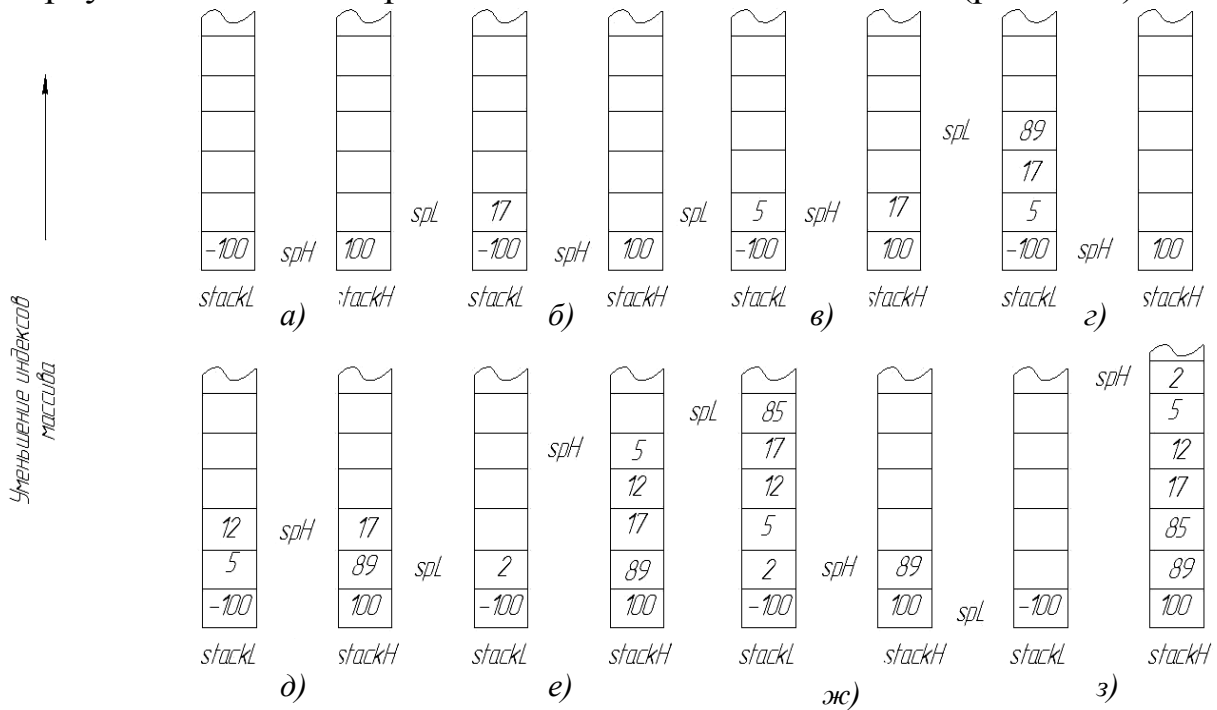 Уменьшение индексов
массива
-100 spH 100
stackL stackH
а)
spL 17
-100 spH 100
stackL stackH
б)
spL 5 spH 17
-100 100
stackL stackH
в)
spL 89
17
5
-100 spH 100
stackL stackH
г)
12 spH 17
5 89
-100 100
stackL stackH
д)
spH 5
12
17
spL 2 89
-100 100
stackL stackH
е)
spL 85
17
12
5
2 spH 89
-100 100
stackL stackH
ж)
spH 2
5
12
17
85
89
spL -100 100
stackL stackH
з)